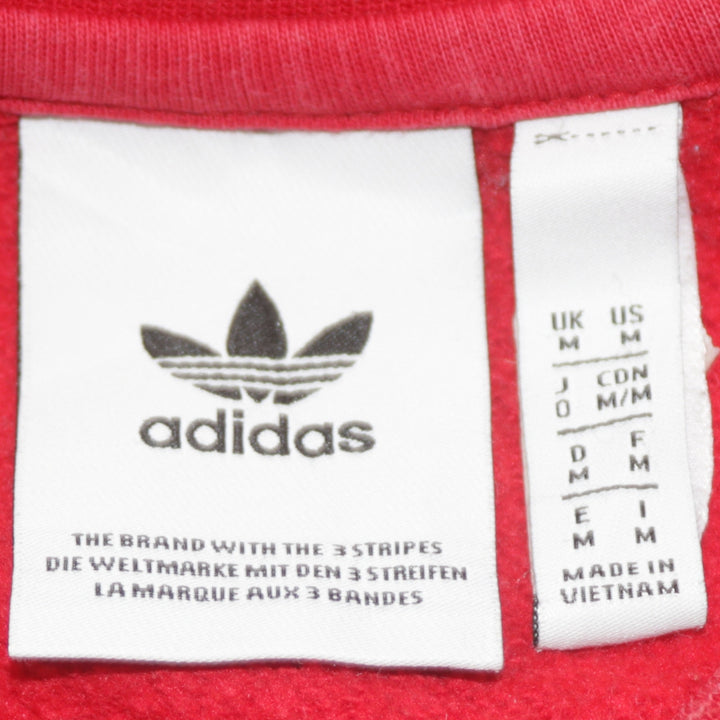 adidas
THE BRAND WITH THE 3 STRIPES
DIE WELTMARKE MIT DEN 3 STREIFEN
LA MARQUE AUX 3 BANDES
UK US
M M
J CDN
O M/M
D F
M M
E I
M M
MADE IN
VIETNAM